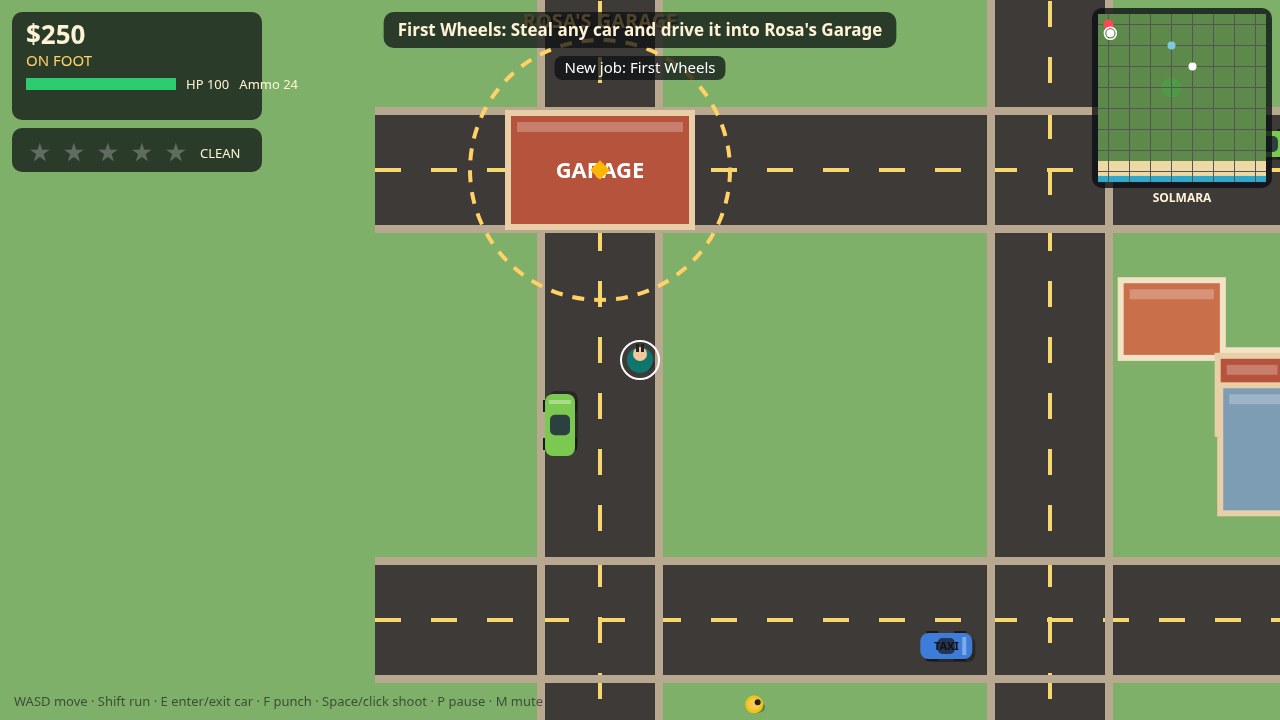 $250
ON FOOT
HP 100 Ammo 24
CLEAN
ROSA'S GARAGE
First Wheels: Steal any car and drive it into Rosa's Garage
New job: First Wheels
SOLMARA
GARAGE
TAXI
WASD move · Shift run · E enter/exit car · F punch · Space/click shoot · P pause · M mute